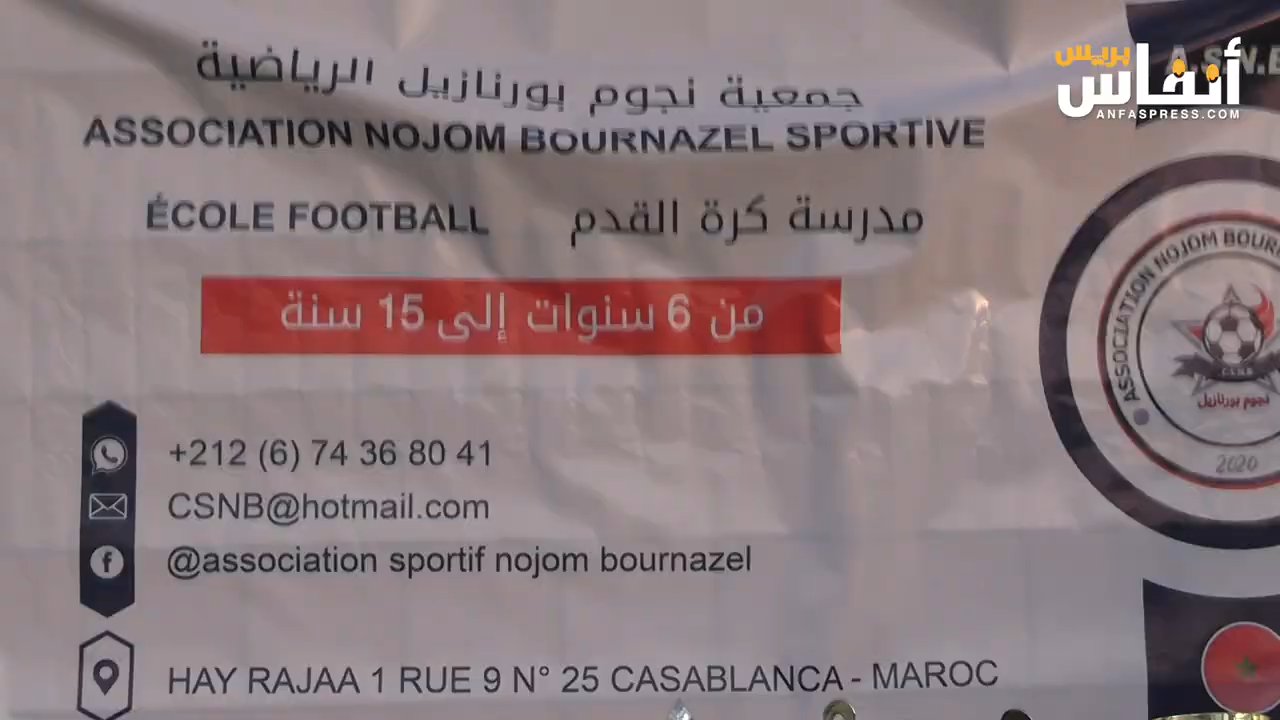 أنفاس بريس
ANFASPRESS.COM
جمعية نجوم بورنازيل الرياضية
ASSOCIATION NOJOM BOURNAZEL SPORTIVE
ÉCOLE FOOTBALL مدرسة كرة القدم
من 6 سنوات إلى 15 سنة
+212 (6) 74 36 80 41
CSNB@hotmail.com
@association sportif nojom bournazel
HAY RAJAA 1 RUE 9 N° 25 CASABLANCA - MAROC
ASSOCIATION NOJOM BOUR
C.S.N.B
نجوم بورنازيل
2020